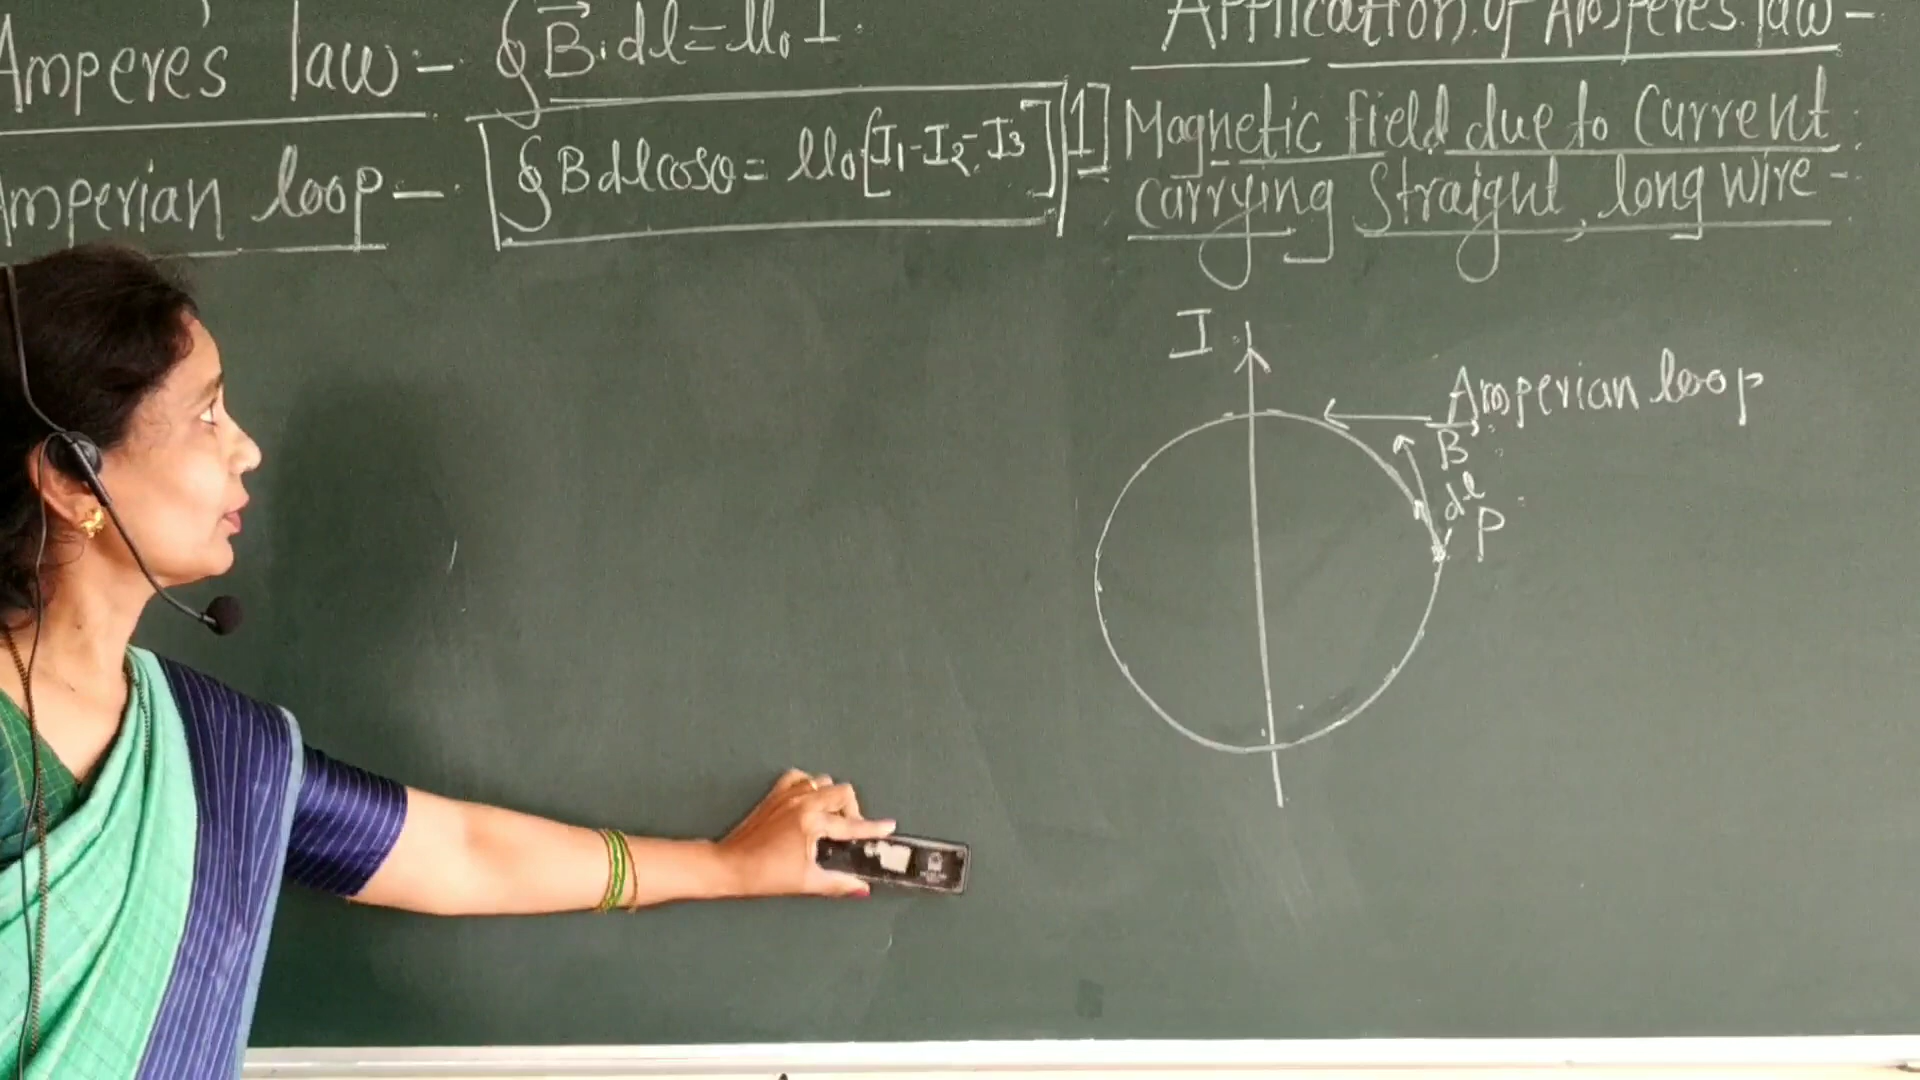 Ampere's law - ∮B⃗.dl = μ₀I
Amperian loop - ∮Bdlcosθ = μ₀[I₁-I₂-I₃]
Application of Ampere's law -
1] Magnetic field due to Current
Carrying Straight, long wire -
I
Amperian loop
B
dl
P